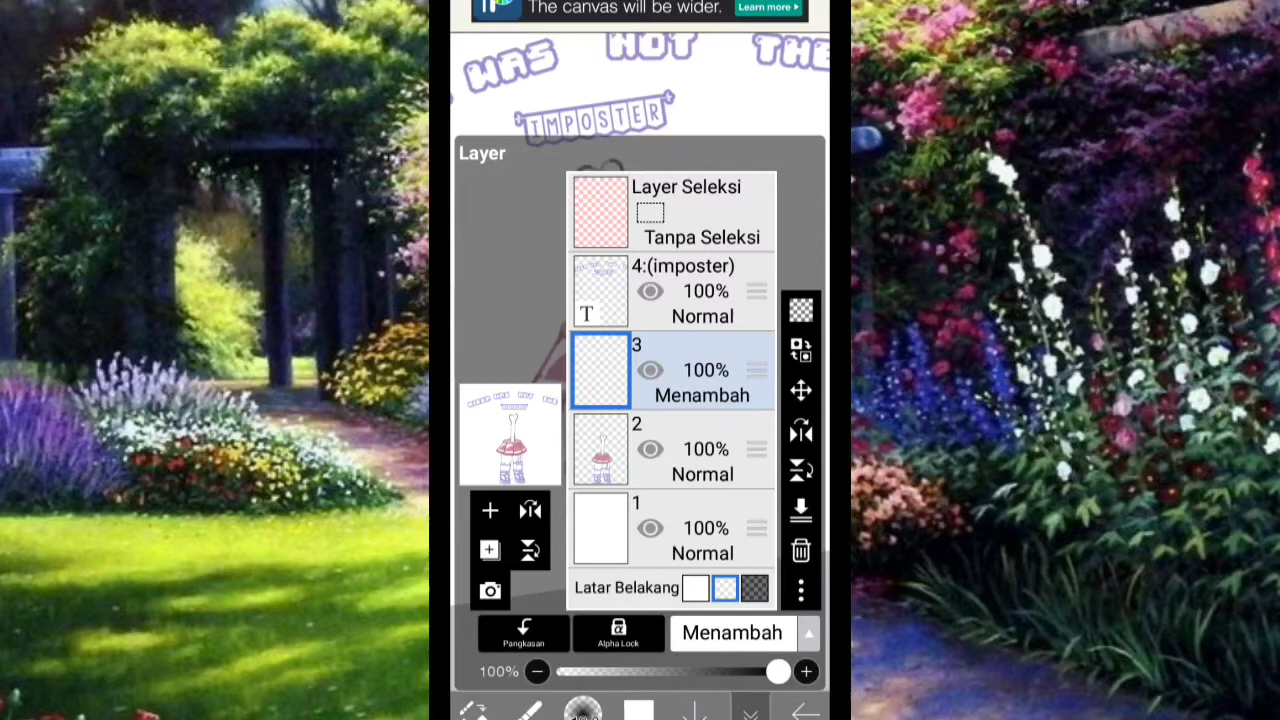 The canvas will be wider.
Learn more
WAS NOT THE
IMPOSTER
Layer
Layer Seleksi
Tanpa Seleksi
4:(imposter)
100%
Normal
T
3
100%
Menambah
2
100%
Normal
1
100%
Normal
Latar Belakang
Pangkasan
Alpha Lock
Menambah
100%